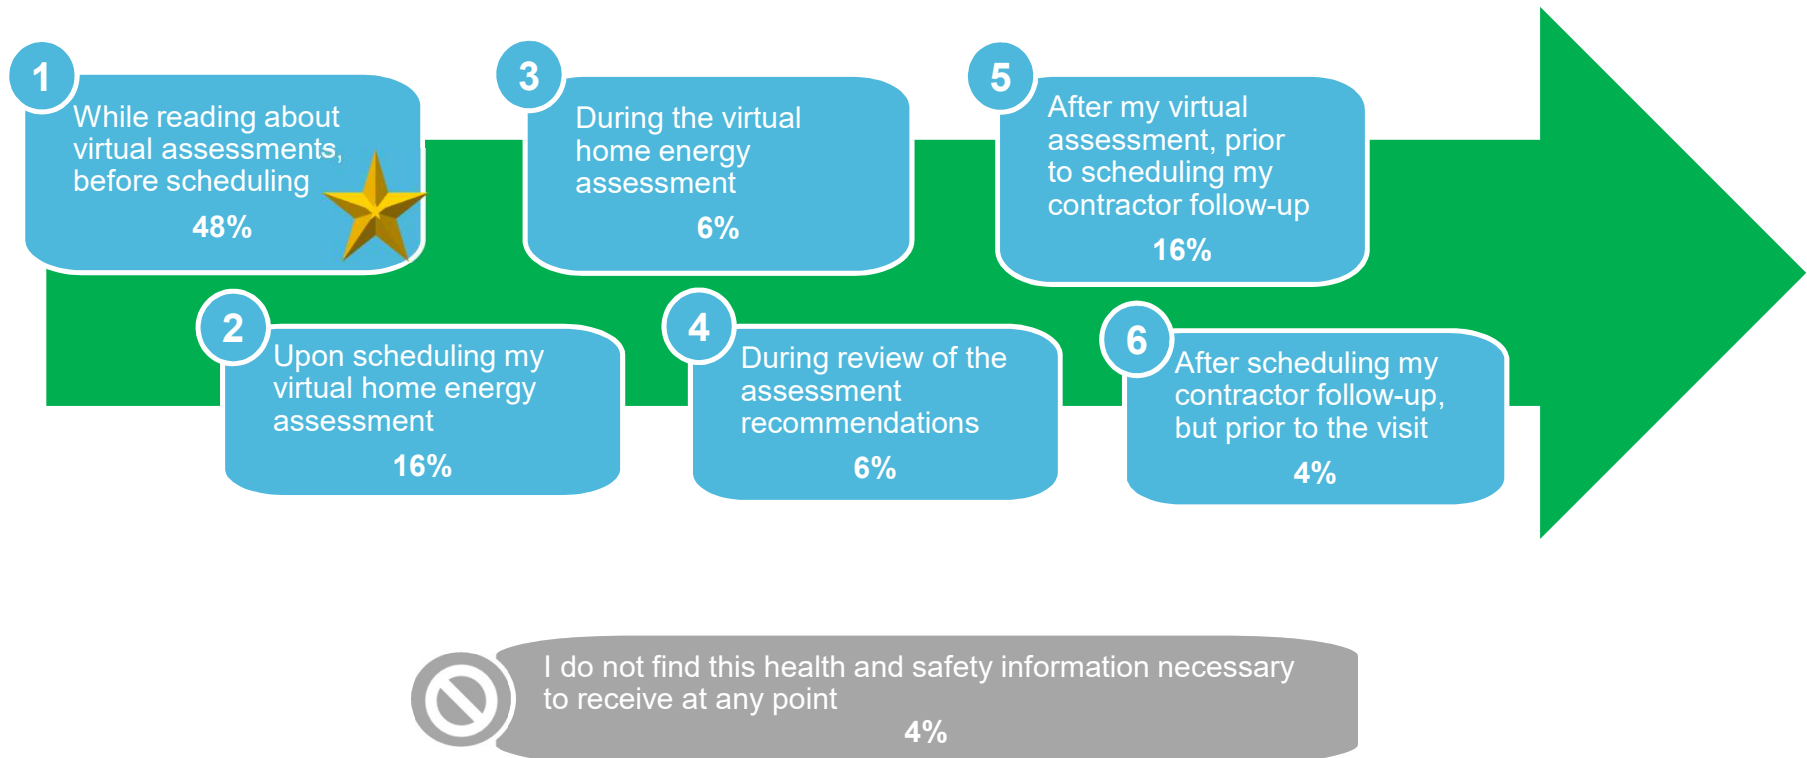 1
While reading about
virtual assessments,
before scheduling
48%
2
Upon scheduling my
virtual home energy
assessment
16%
3
During the virtual
home energy
assessment
6%
4
During review of the
assessment
recommendations
6%
5
After my virtual
assessment, prior
to scheduling my
contractor follow-up
16%
6
After scheduling my
contractor follow-up,
but prior to the visit
4%
I do not find this health and safety information necessary
to receive at any point
4%